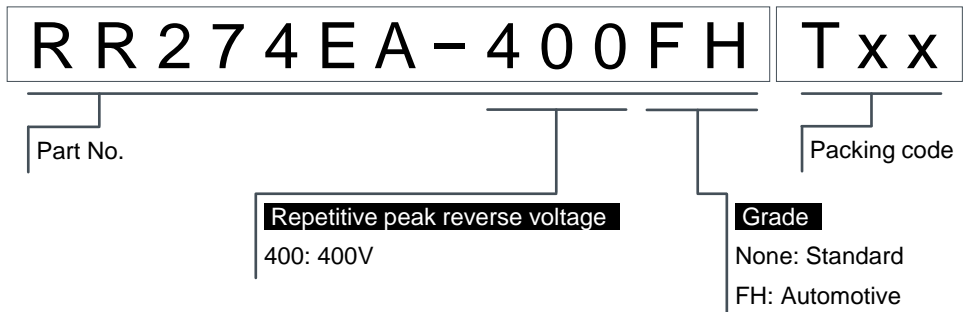 RR274EA-400FH Txx
Part No.
Packing code
Repetitive peak reverse voltage
Grade
400: 400V
None: Standard
FH: Automotive